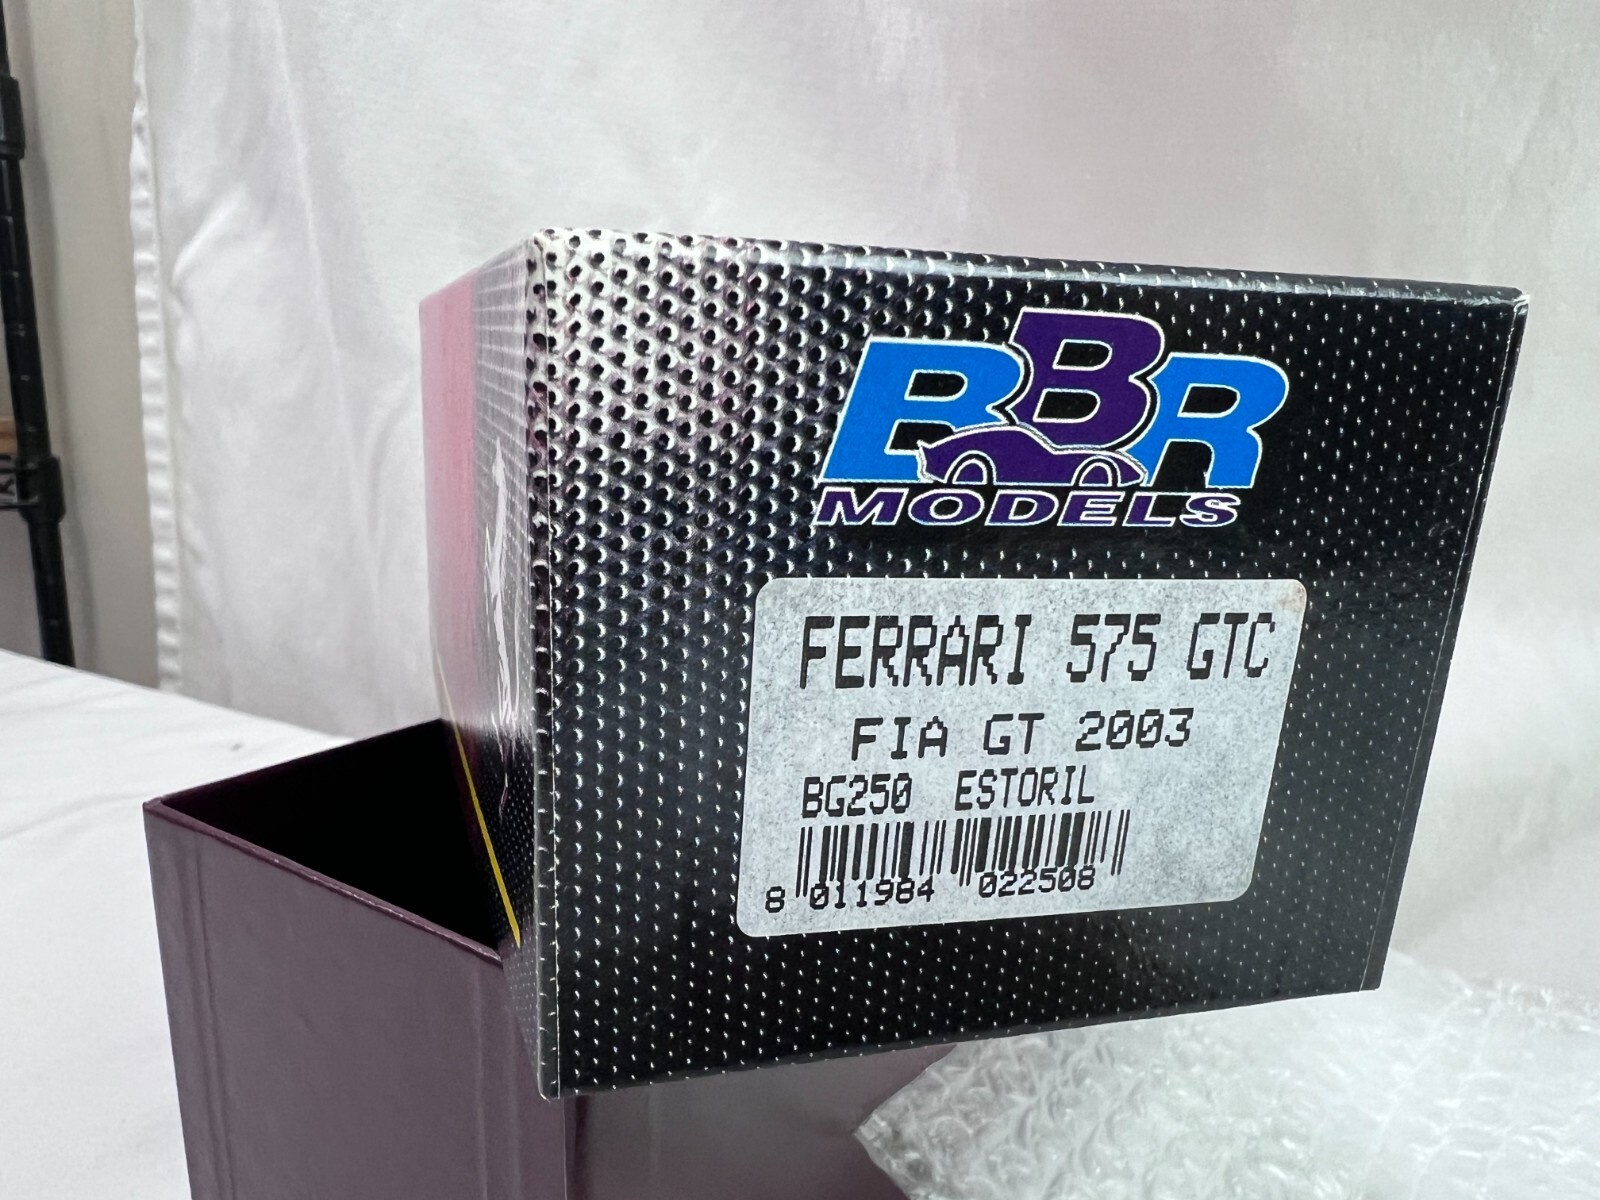 BBR
MODELS
FERRARI 575 GTC
FIA GT 2003
BG250 ESTORIL
8 011984 022508